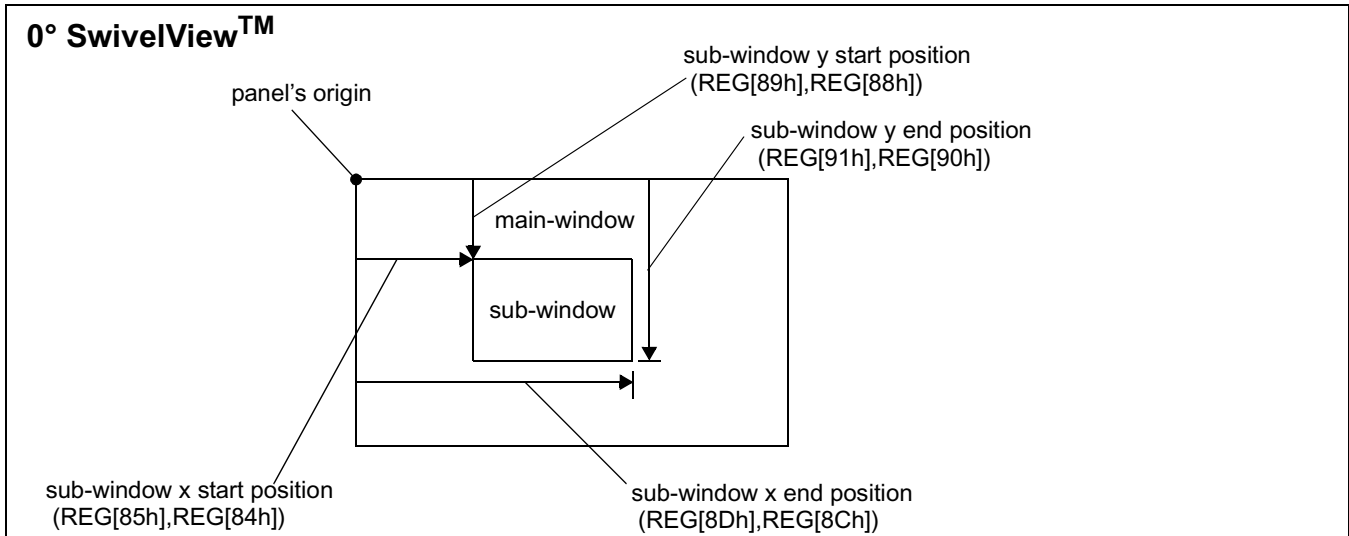 0° SwivelView™
sub-window y start position
(REG[89h],REG[88h])
panel's origin
sub-window y end position
(REG[91h],REG[90h])
main-window
sub-window
sub-window x start position
(REG[85h],REG[84h])
sub-window x end position
(REG[8Dh],REG[8Ch])